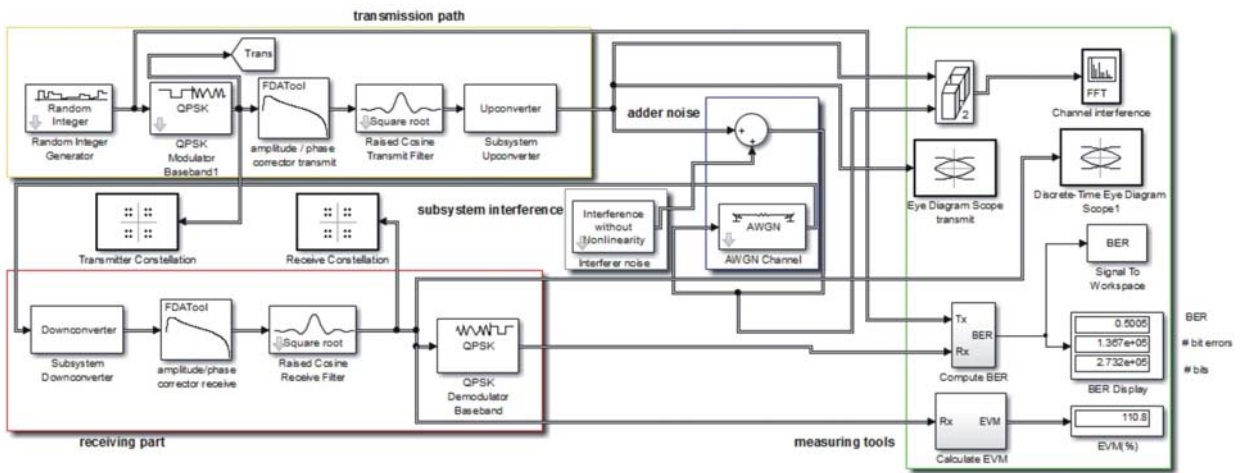 transmission path
Trans
FDATool
Random
Integer
Random Integer
Generator
QPSK
QPSK
Modulator
Baseband1
amplitude / phase
corrector transmit
Square root
Raised Cosine
Transmit Filter
Upconverter
Subsystem
Upconverter
adder noise
+
+
2
FFT
Channel interference
Eye Diagram Scope
transmit
Discrete-Time Eye Diagram
Scope1
subsystem interference
Interference
without
Nonlinearity
Interferer noise
AWGN
AWGN Channel
Transmitter Constellation
Receive Constellation
BER
Signal To
Workspace
Downconverter
Subsystem
Downconverter
FDATool
amplitude/phase
corrector receive
Square root
Raised Cosine
Receive Filter
QPSK
QPSK
Demodulator
Baseband
Tx
Rx
BER
Compute BER
0.5005
1.367e+05
2.732e+05
BER Display
BER
# bit errors
# bits
Rx
EVM
Calculate EVM
110.8
EVM(%)
receiving part
measuring tools